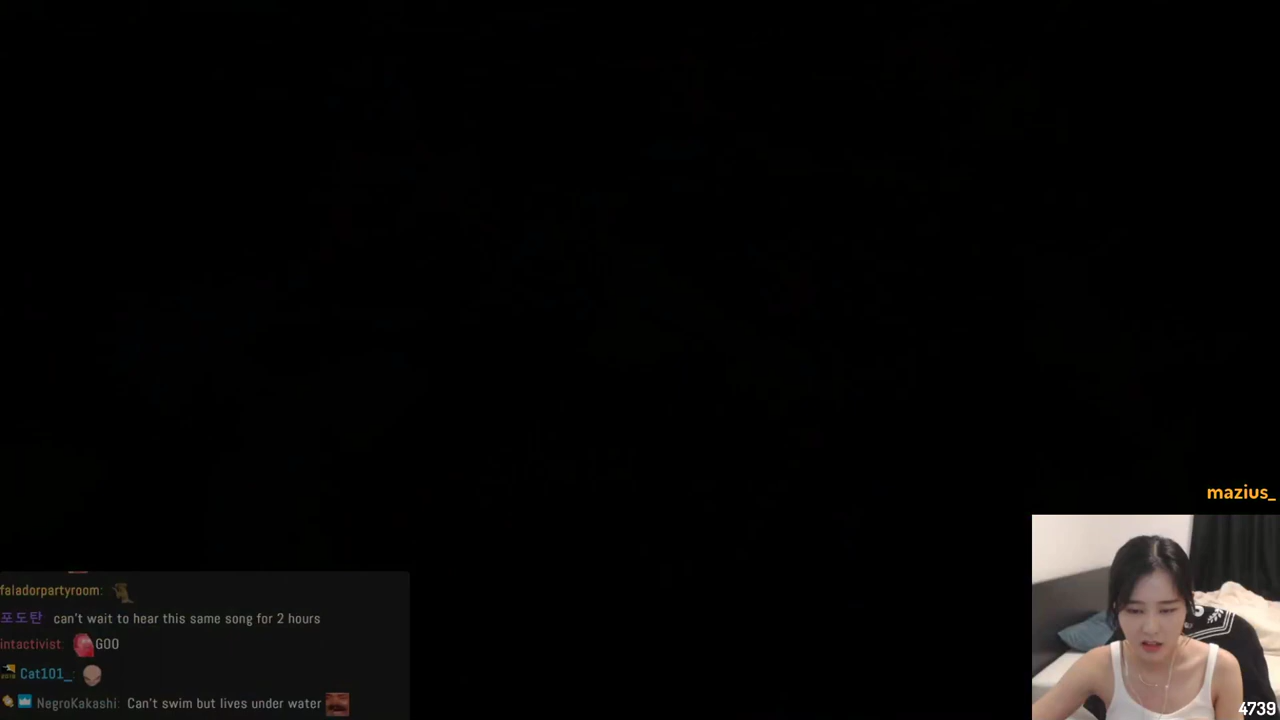 mazius_
faladorpartyroom:
포도탄 can't wait to hear this same song for 2 hours
intactivist: GOO
Cat101_:
NegroKakashi: Can't swim but lives under water
4739